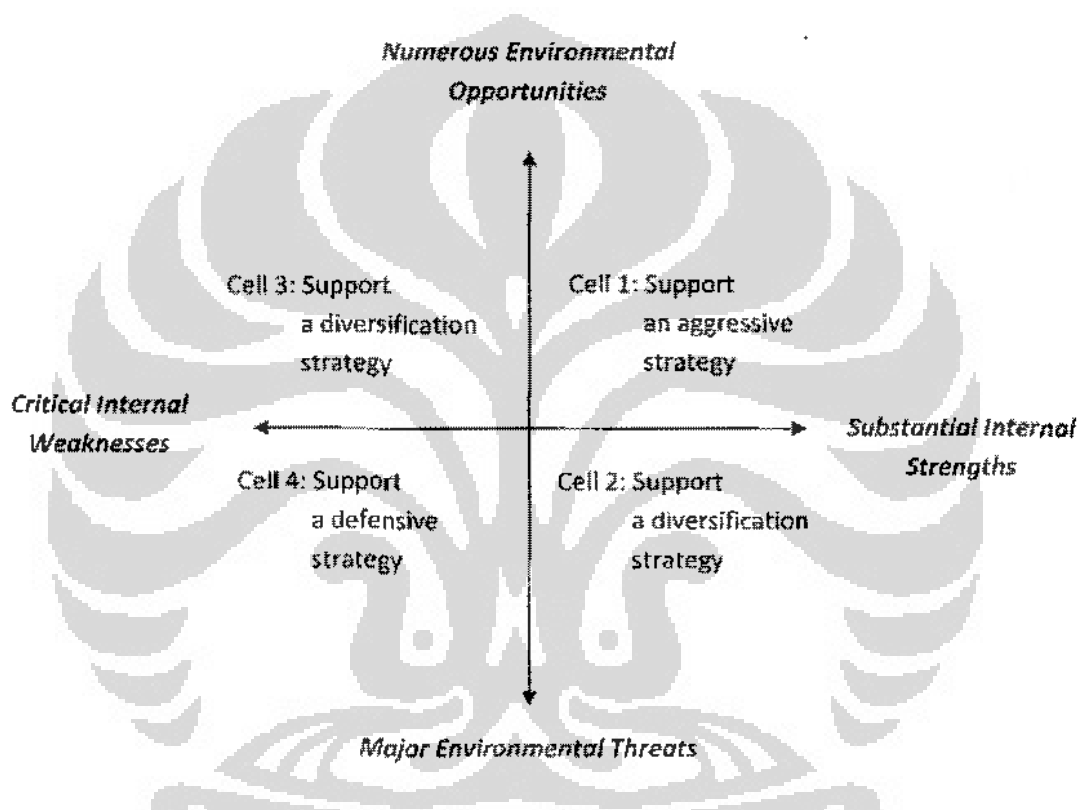 Numerous Environmental
Opportunities
Cell 3: Support
a diversification
strategy
Cell 1: Support
an aggressive
strategy
Critical Internal
Weaknesses
Substantial Internal
Strengths
Cell 4: Support
a defensive
strategy
Cell 2: Support
a diversification
strategy
Major Environmental Threats